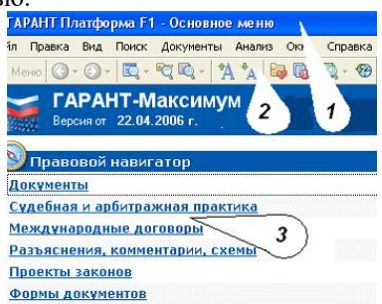 ью.
ГАРАНТ Платформа F1 - Основное меню
йл Правка Вид Поиск Документы Анализ Окн Справка
Меню
ГАРАНТ-Максимум
Версия от 22.04.2006 г.
2
1
Правовой навигатор
Документы
Судебная и арбитражная практика
Международные договоры
3
Разъяснения, комментарии, схемы
Проекты законов
Формы документов